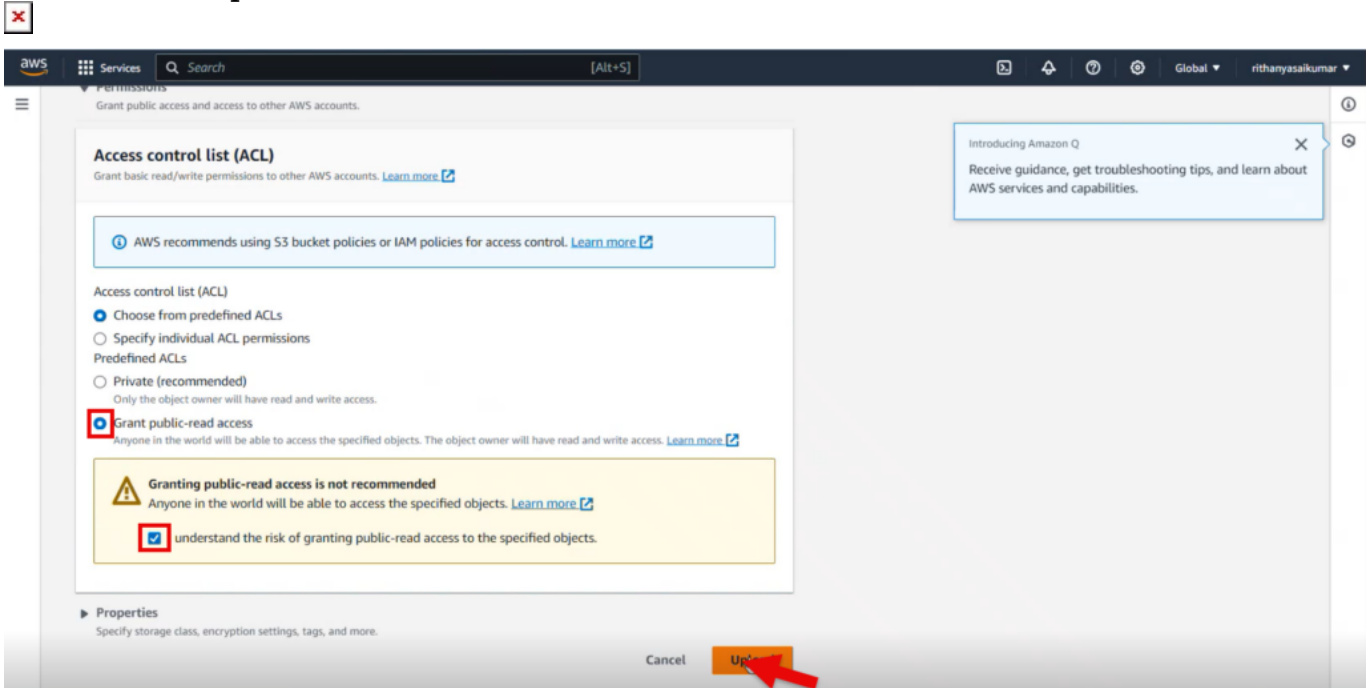 aws Services Search [Alt+S] Global rithanyasaikumar
Permissions
Grant public access and access to other AWS accounts.
Access control list (ACL)
Grant basic read/write permissions to other AWS accounts. Learn more
AWS recommends using S3 bucket policies or IAM policies for access control. Learn more
Access control list (ACL)
Choose from predefined ACLs
Specify individual ACL permissions
Predefined ACLs
Private (recommended)
Only the object owner will have read and write access.
Grant public-read access
Anyone in the world will be able to access the specified objects. The object owner will have read and write access. Learn more
Granting public-read access is not recommended
Anyone in the world will be able to access the specified objects. Learn more
understand the risk of granting public-read access to the specified objects.
Properties
Specify storage class, encryption settings, tags, and more.
Cancel
Introducing Amazon Q
Receive guidance, get troubleshooting tips, and learn about
AWS services and capabilities.